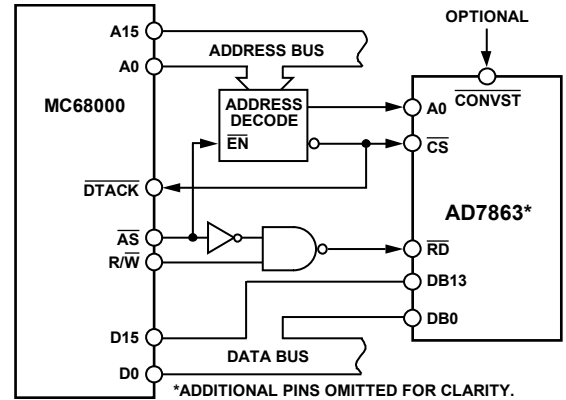 OPTIONAL
A15
ADDRESS BUS
A0
MC68000
ADDRESS
DECODE
EN
A0
CONVST
CS
DTACK
AD7863*
AS
R/W
RD
DB13
DB0
D15
DATA BUS
D0
*ADDITIONAL PINS OMITTED FOR CLARITY.